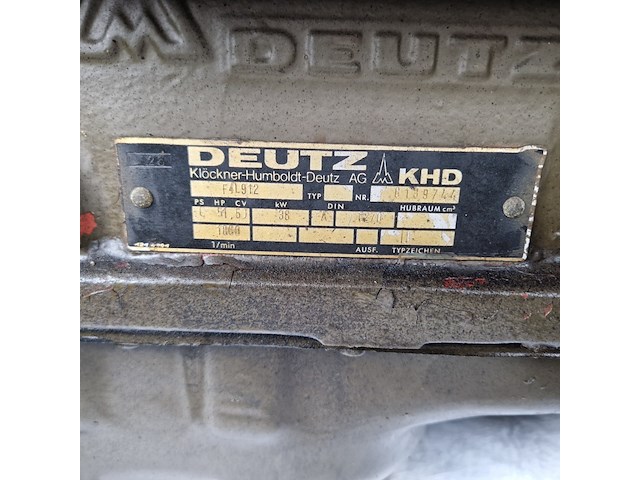 DEUTZ
DEUTZ KHD
Klöckner-Humboldt-Deutz AG
F4L912 TYP NR.
PS HP CV kW DIN HUBRAUM cm³
38 A
1800
1/min AUSF. TYPZEICHEN